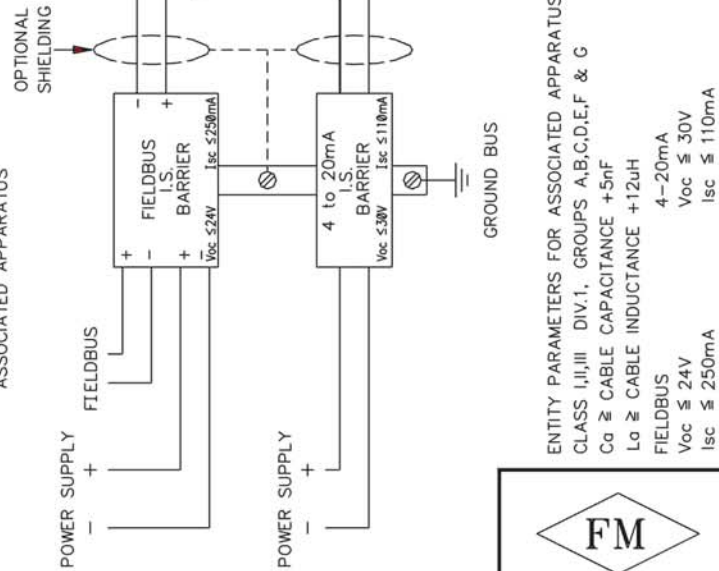 ASSOCIATED APPARATUS
OPTIONAL
SHIELDING
POWER SUPPLY
−
+
FIELDBUS
+
−
+
−
FIELDBUS
I.S.
BARRIER
−
+
Voc ≤24V
Isc ≤250mA
POWER SUPPLY
−
+
4 to 20mA
I.S.
BARRIER
Voc ≤30V
Isc ≤110mA
GROUND BUS
ENTITY PARAMETERS FOR ASSOCIATED APPARATUS
CLASS I,II,III DIV.1, GROUPS A,B,C,D,E,F & G
Ca ≥ CABLE CAPACITANCE +5nF
La ≥ CABLE INDUCTANCE +12uH
FIELDBUS 4-20mA
Voc ≤ 24V Voc ≤ 30V
Isc ≤ 250mA Isc ≤ 110mA
FM